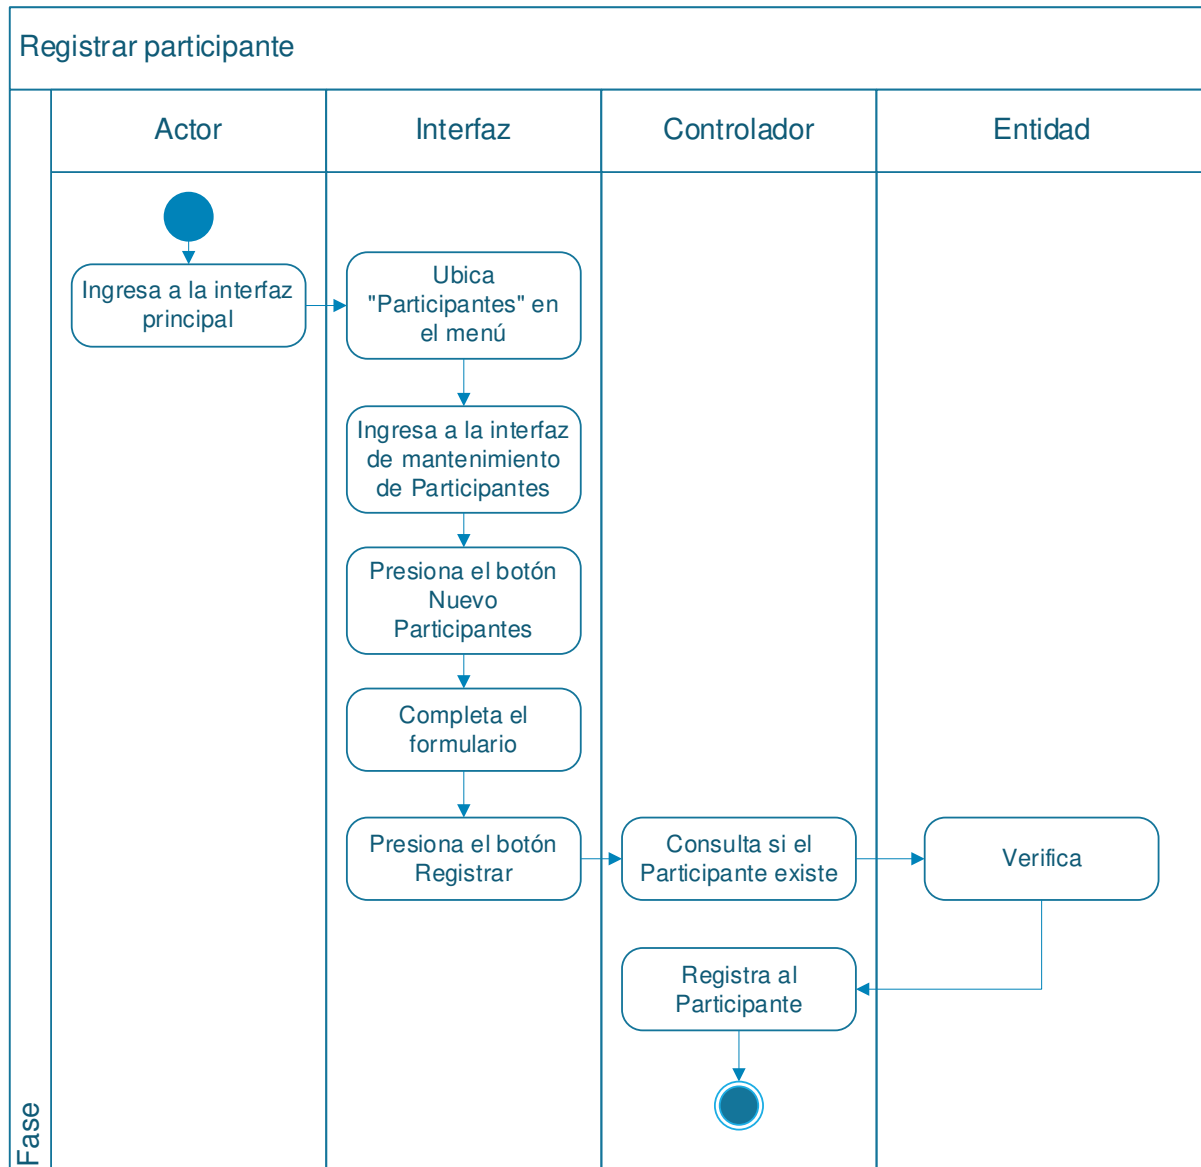 Registrar participante
Actor
Interfaz
Controlador
Entidad
Ingresa a la interfaz
principal
Ubica
"Participantes" en
el menú
Ingresa a la interfaz
de mantenimiento
de Participantes
Presiona el botón
Nuevo
Participantes
Completa el
formulario
Presiona el botón
Registrar
Consulta si el
Participante existe
Verifica
Registra al
Participante
Fase